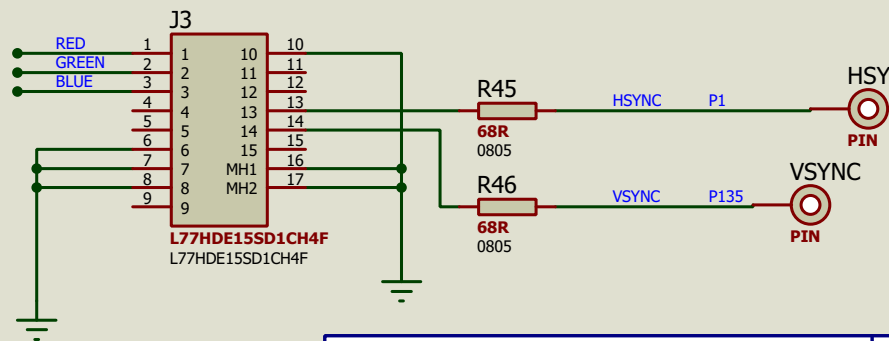 J3
RED 1 1 10 10
GREEN 2 2 11 11
BLUE 3 3 12 12
4 4 13 13
5 5 14 14
6 6 15 15
7 7 MH1 16
8 8 MH2 17
9 9
L77HDE15SD1CH4F
L77HDE15SD1CH4F
R45
68R
0805
HSYNC P1
HSY
PIN
R46
68R
0805
VSYNC P135
VSYNC
PIN